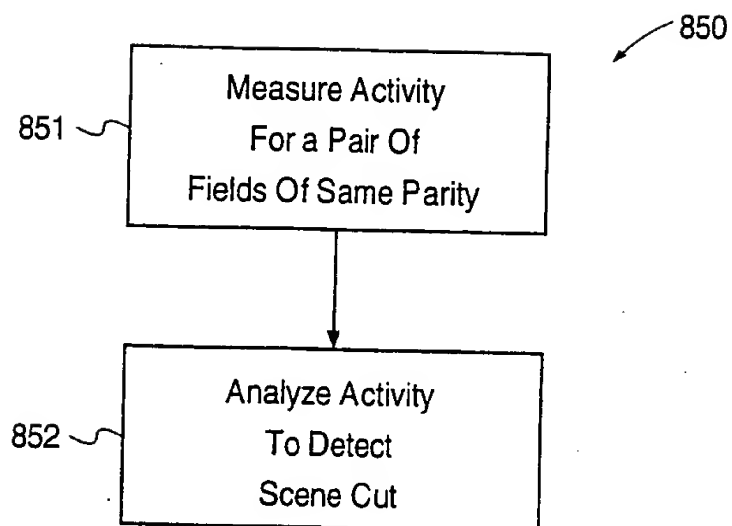 850
851
Measure Activity
For a Pair Of
Fields Of Same Parity
852
Analyze Activity
To Detect
Scene Cut